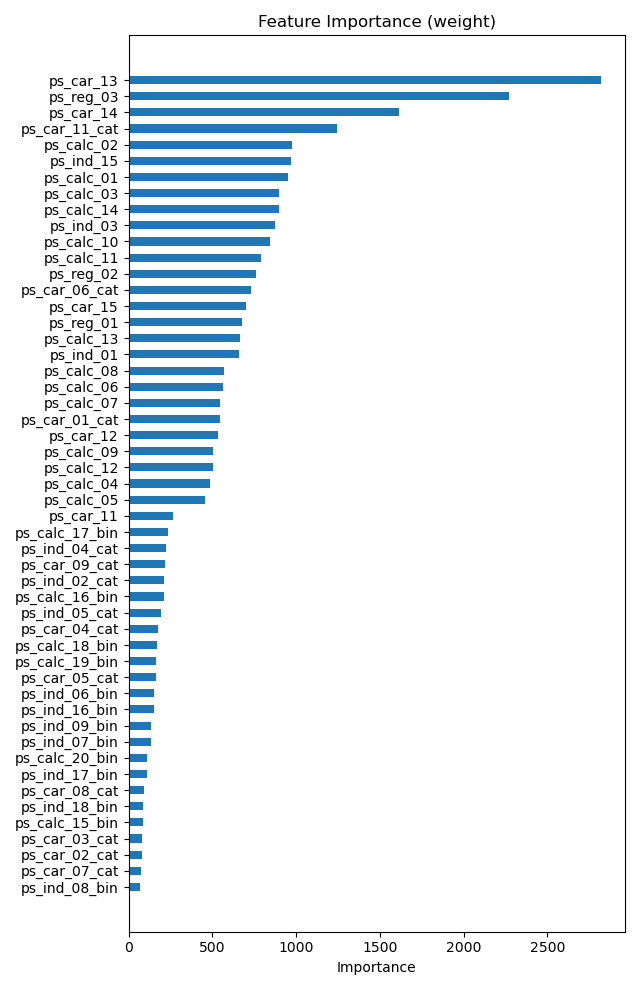 Feature Importance (weight)
ps_car_13
ps_reg_03
ps_car_14
ps_car_11_cat
ps_calc_02
ps_ind_15
ps_calc_01
ps_calc_03
ps_calc_14
ps_ind_03
ps_calc_10
ps_calc_11
ps_reg_02
ps_car_06_cat
ps_car_15
ps_reg_01
ps_calc_13
ps_ind_01
ps_calc_08
ps_calc_06
ps_calc_07
ps_car_01_cat
ps_car_12
ps_calc_09
ps_calc_12
ps_calc_04
ps_calc_05
ps_car_11
ps_calc_17_bin
ps_ind_04_cat
ps_car_09_cat
ps_ind_02_cat
ps_calc_16_bin
ps_ind_05_cat
ps_car_04_cat
ps_calc_18_bin
ps_calc_19_bin
ps_car_05_cat
ps_ind_06_bin
ps_ind_16_bin
ps_ind_09_bin
ps_ind_07_bin
ps_calc_20_bin
ps_ind_17_bin
ps_car_08_cat
ps_ind_18_bin
ps_calc_15_bin
ps_car_03_cat
ps_car_02_cat
ps_car_07_cat
ps_ind_08_bin
0 500 1000 1500 2000 2500
Importance